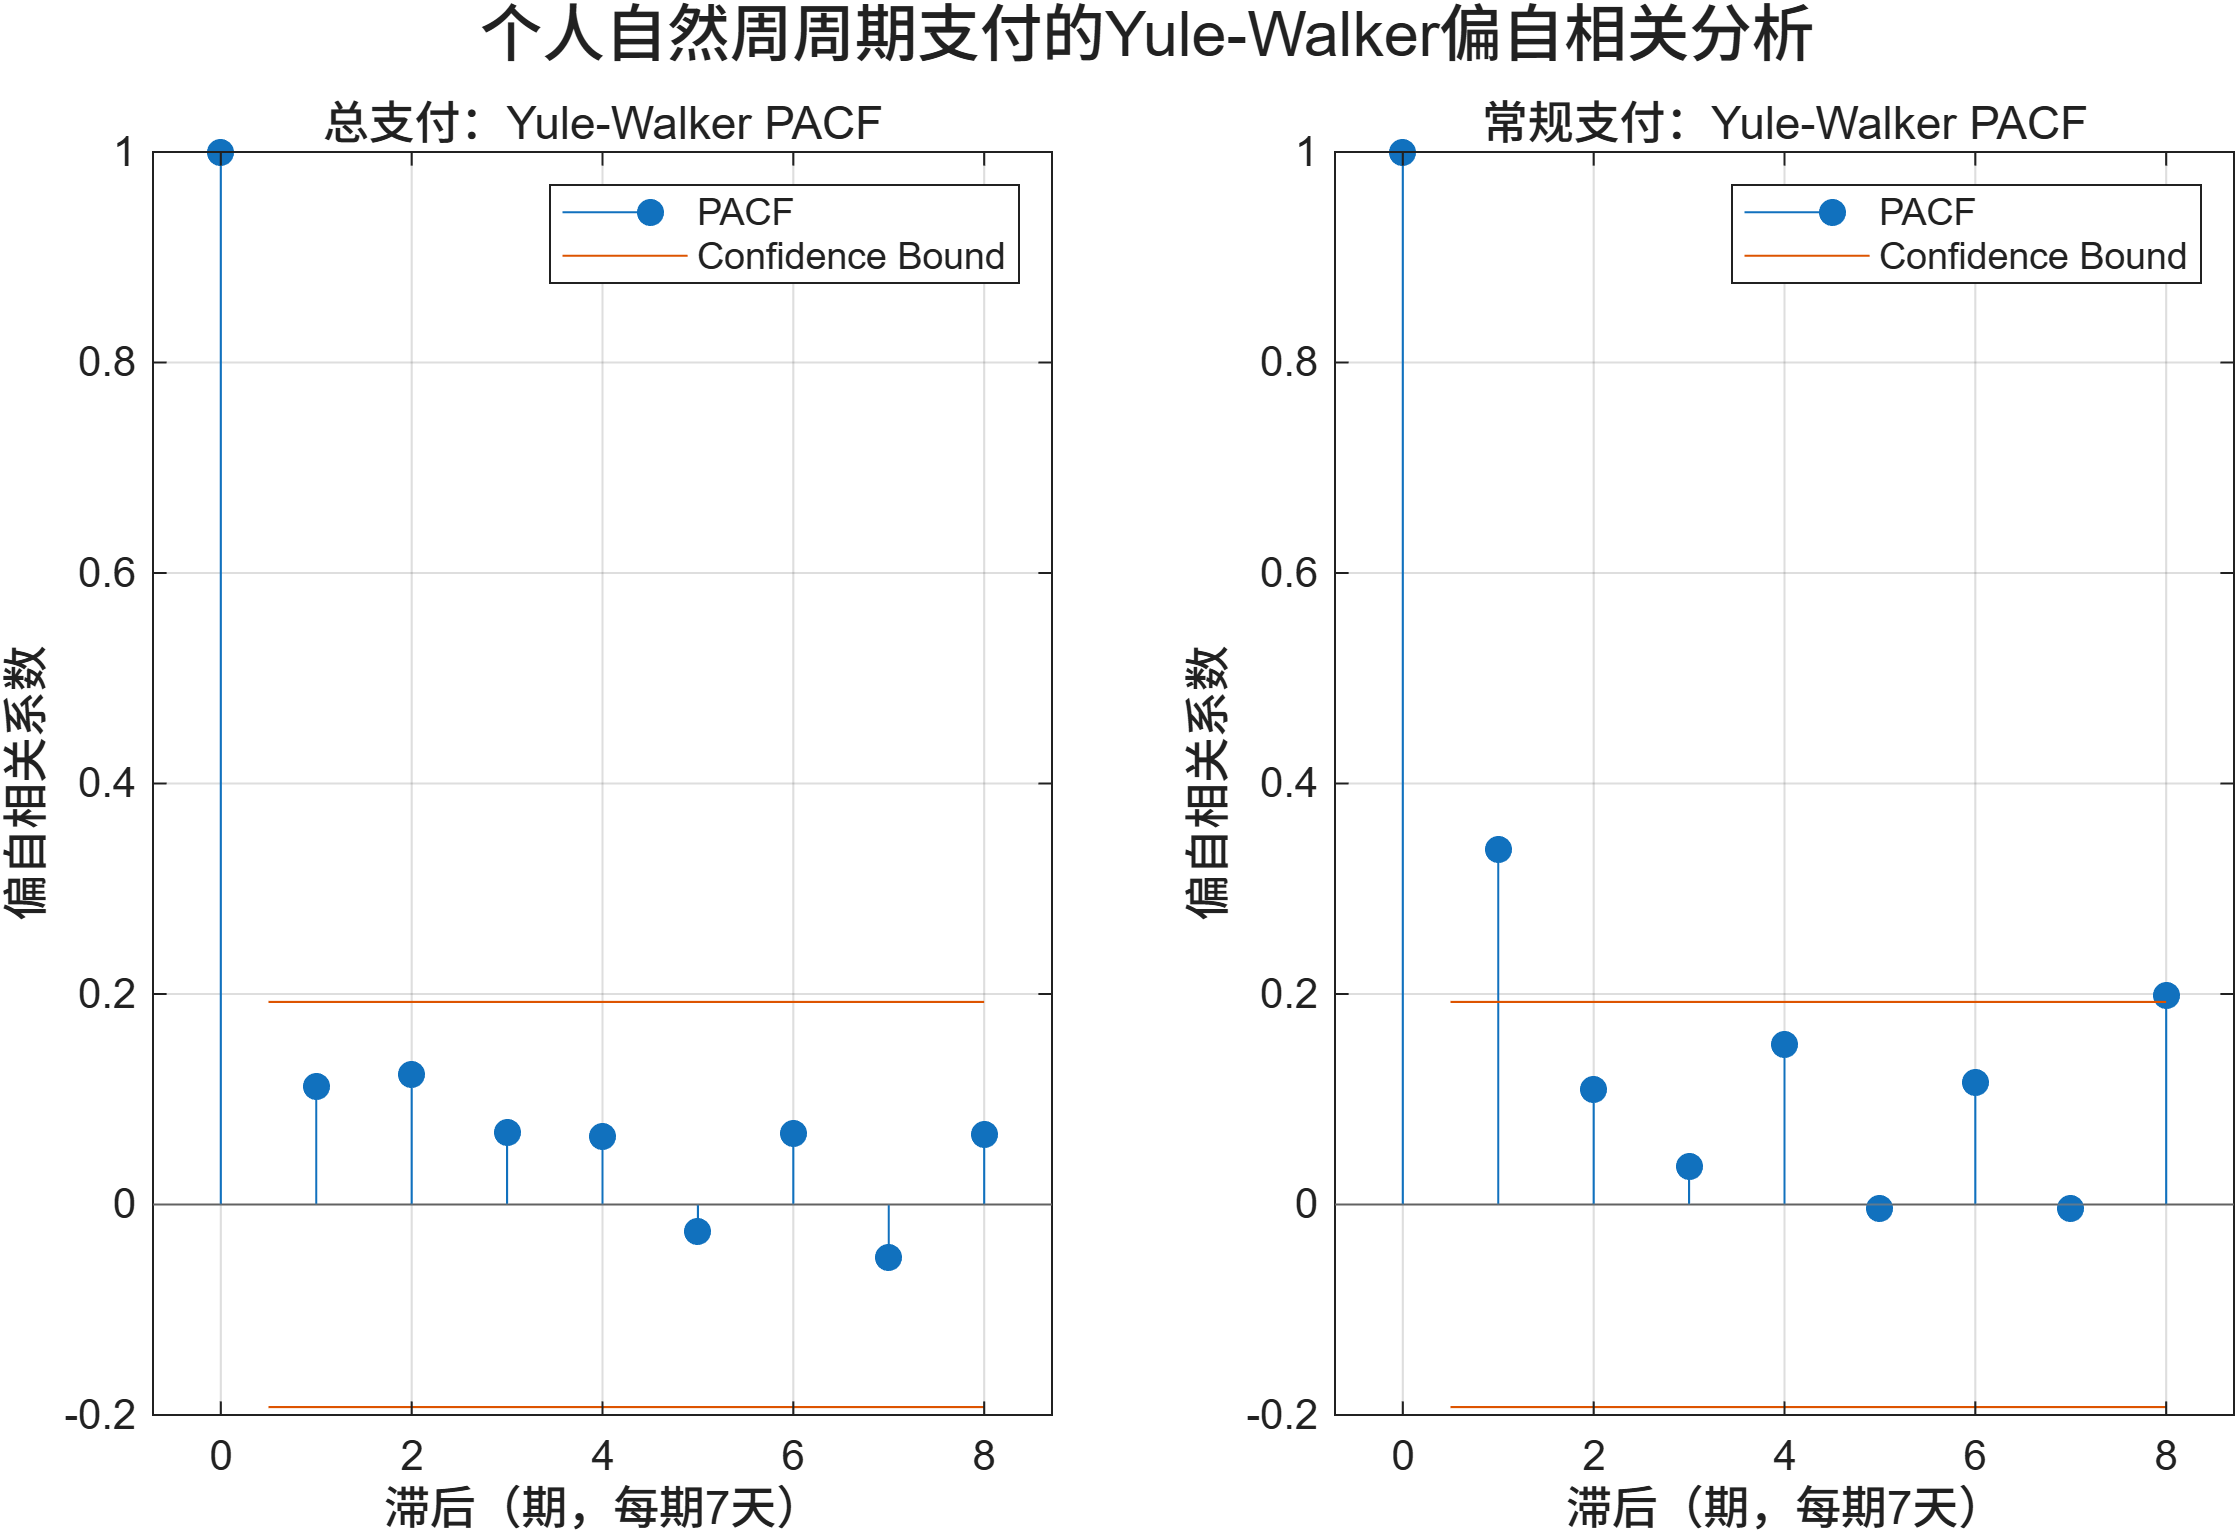 个人自然周周期支付的Yule-Walker偏自相关分析
总支付：Yule-Walker PACF
PACF
Confidence Bound
1
0.8
0.6
0.4
0.2
0
-0.2
偏自相关系数
0 2 4 6 8
滞后（期，每期7天）
常规支付：Yule-Walker PACF
PACF
Confidence Bound
1
0.8
0.6
0.4
0.2
0
-0.2
偏自相关系数
0 2 4 6 8
滞后（期，每期7天）